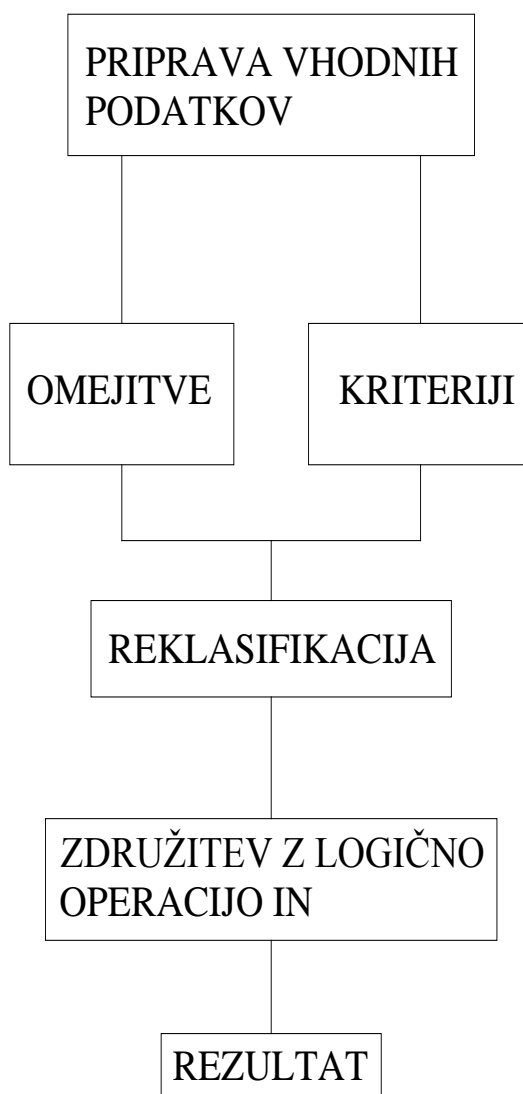 PRIPRAVA VHODNIH
PODATKOV
OMEJITVE
KRITERIJI
REKLASIFIKACIJA
ZDRUŽITEV Z LOGIČNO
OPERACIJO IN
REZULTAT